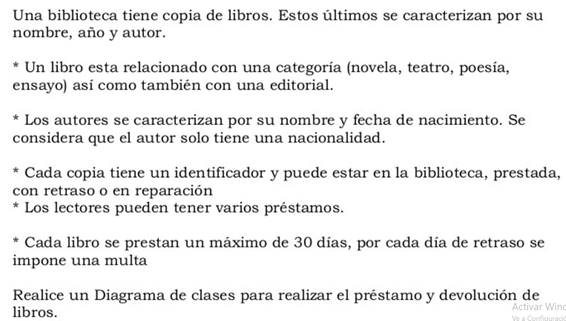 Una biblioteca tiene copia de libros. Estos últimos se caracterizan por su
nombre, año y autor.
* Un libro esta relacionado con una categoría (novela, teatro, poesía,
ensayo) así como también con una editorial.
* Los autores se caracterizan por su nombre y fecha de nacimiento. Se
considera que el autor solo tiene una nacionalidad.
* Cada copia tiene un identificador y puede estar en la biblioteca, prestada,
con retraso o en reparación
* Los lectores pueden tener varios préstamos.
* Cada libro se prestan un máximo de 30 días, por cada día de retraso se
impone una multa
Realice un Diagrama de clases para realizar el préstamo y devolución de
libros.
Activar Wind
Ve a Configuració